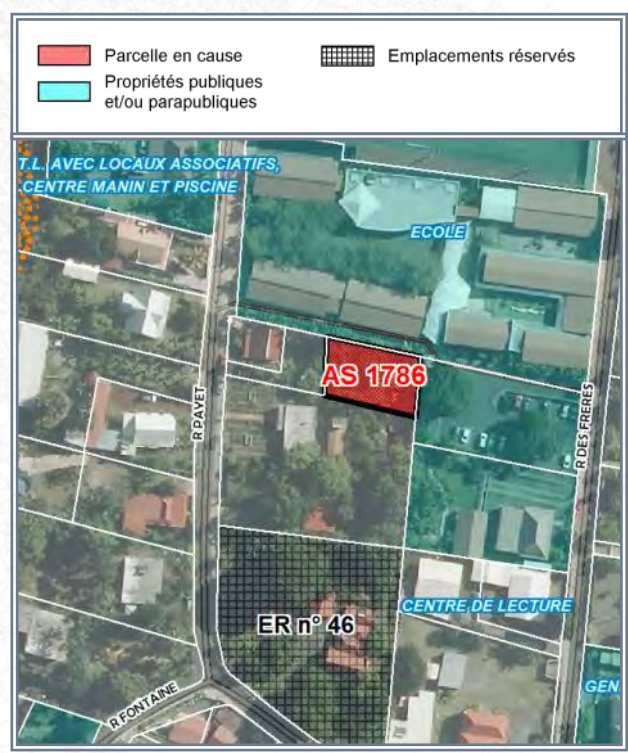 Parcelle en cause
Emplacements réservés
Propriétés publiques
et/ou parapubliques
T.L. AVEC LOCAUX ASSOCIATIFS,
CENTRE MANIN ET PISCINE
ECOLE
AS 1786
R PAVET
R DES FRERES
ER n° 46
CENTRE DE LECTURE
R FONTAINE
GEN